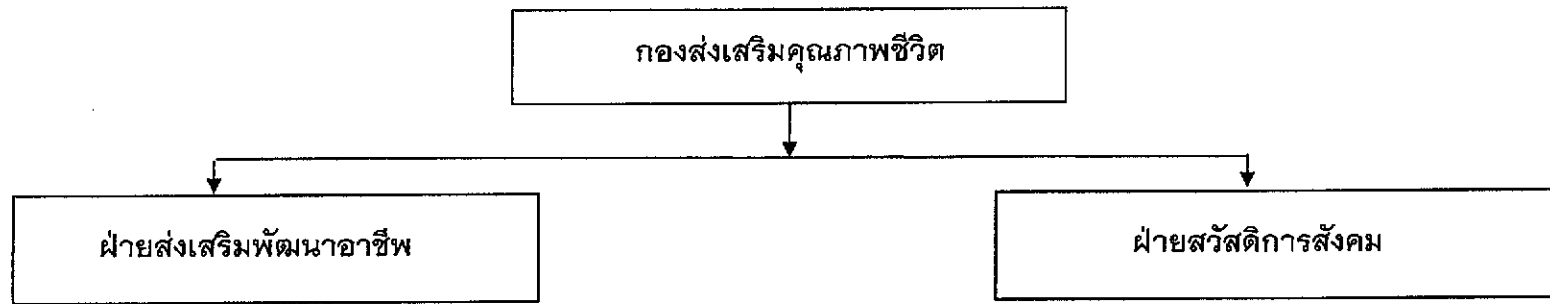 กองส่งเสริมคุณภาพชีวิต
ฝ่ายส่งเสริมพัฒนาอาชีพ
ฝ่ายสวัสดิการสังคม